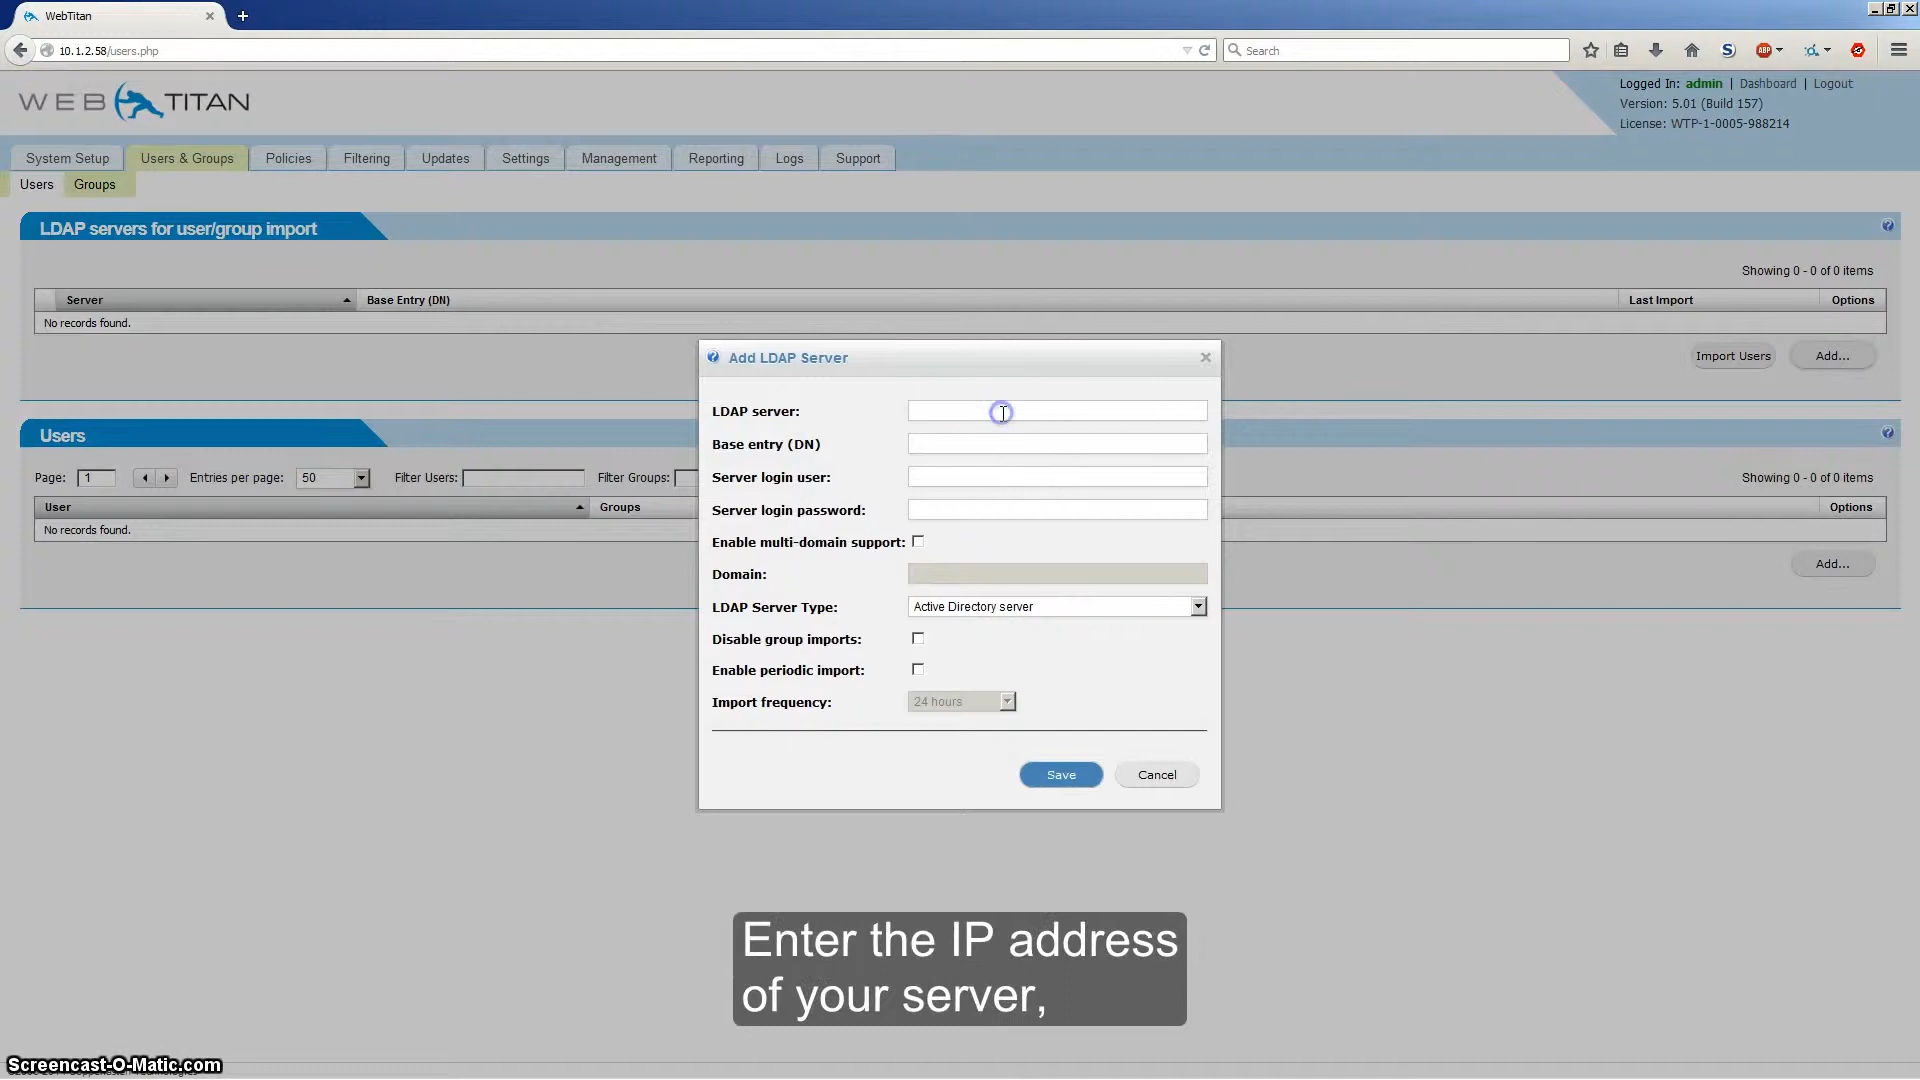 WebTitan
10.1.2.58/users.php
Search
WEB TITAN
Logged In: admin | Dashboard | Logout
Version: 5.01 (Build 157)
License: WTP-1-0005-988214
System Setup Users & Groups Policies Filtering Updates Settings Management Reporting Logs Support
Users Groups
LDAP servers for user/group import
Showing 0 - 0 of 0 items
Server Base Entry (DN) Last Import Options
No records found.
Import Users Add...
Add LDAP Server
LDAP server:
Base entry (DN)
Server login user:
Server login password:
Enable multi-domain support:
Domain:
LDAP Server Type: Active Directory server
Disable group imports:
Enable periodic import:
Import frequency: 24 hours
Save Cancel
Users
Page: 1 Entries per page: 50 Filter Users: Filter Groups: Showing 0 - 0 of 0 items
User Groups Options
No records found.
Add...
Enter the IP address
of your server,
Screencast-O-Matic.com